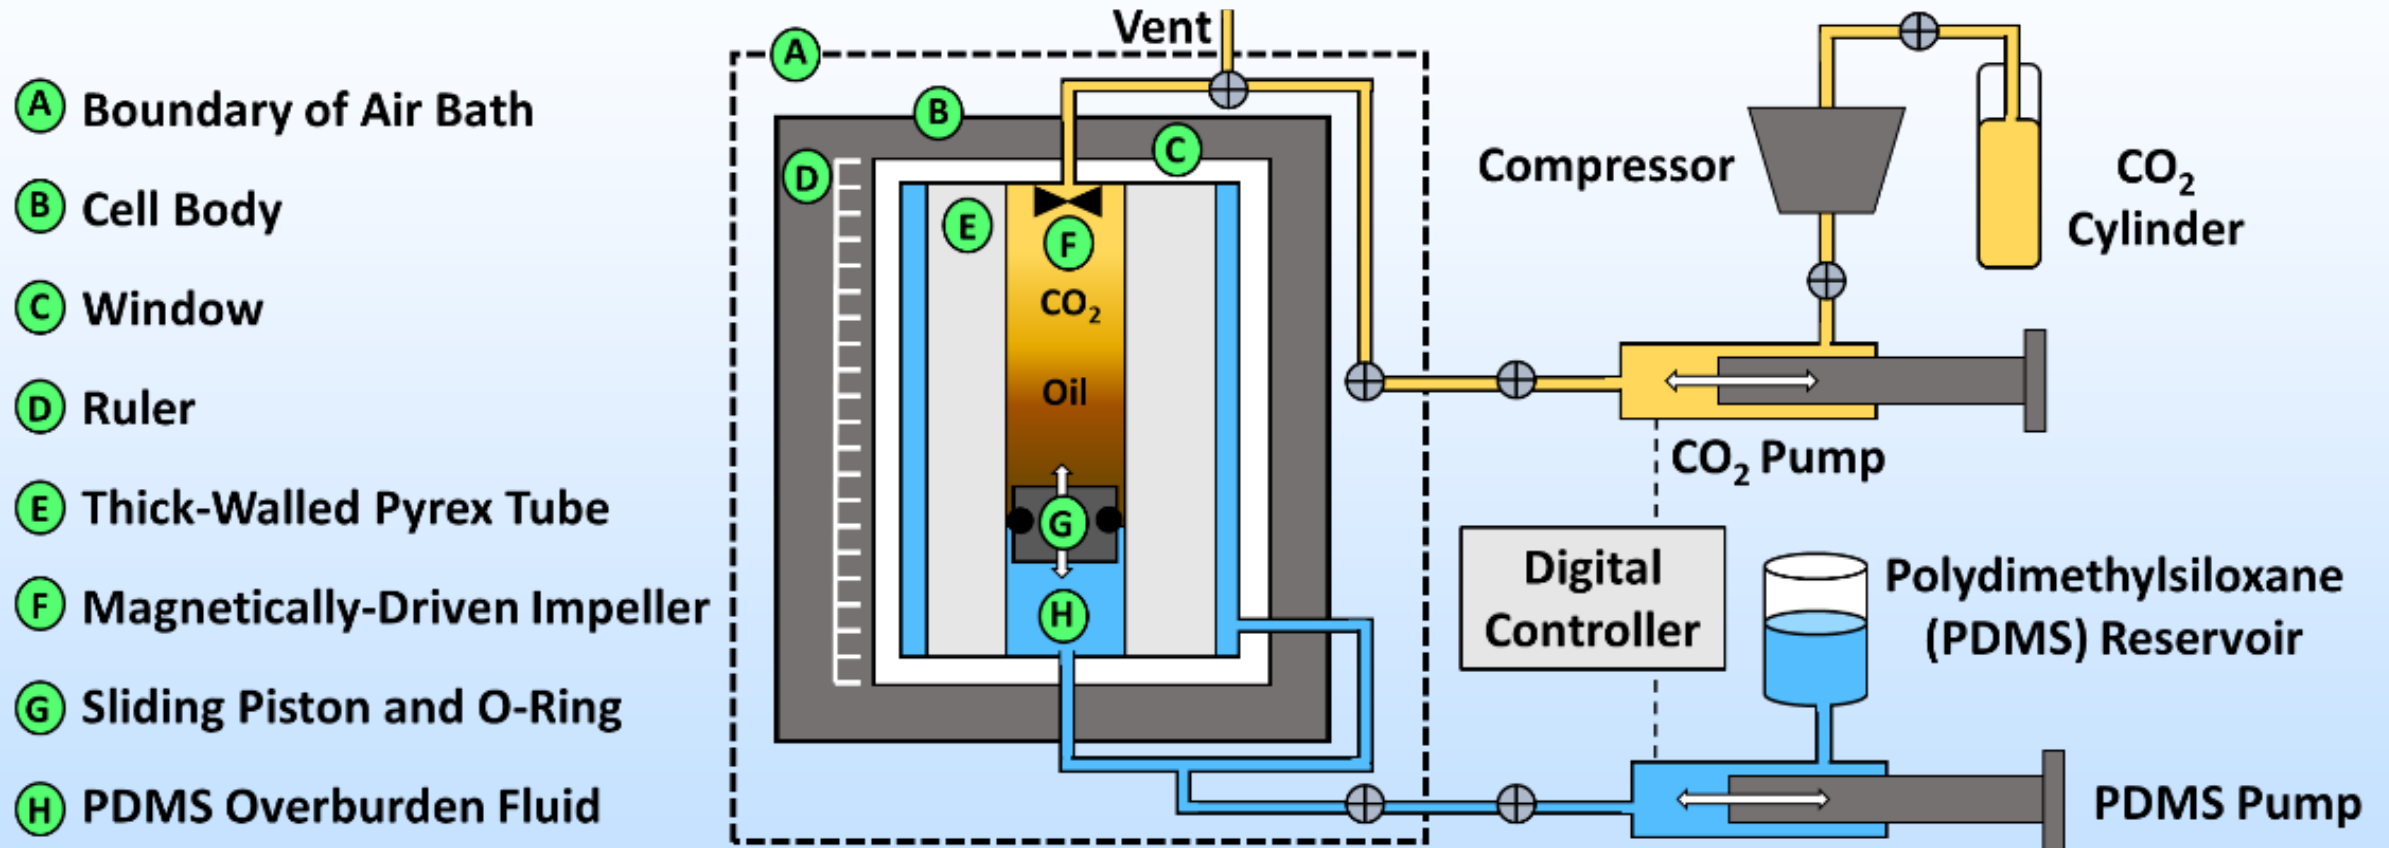 A Boundary of Air Bath
B Cell Body
C Window
D Ruler
E Thick-Walled Pyrex Tube
F Magnetically-Driven Impeller
G Sliding Piston and O-Ring
H PDMS Overburden Fluid
Vent
A
B
C
D
E
F
CO₂
Oil
G
H
Compressor
CO₂
Cylinder
CO₂ Pump
Digital
Controller
Polydimethylsiloxane
(PDMS) Reservoir
PDMS Pump